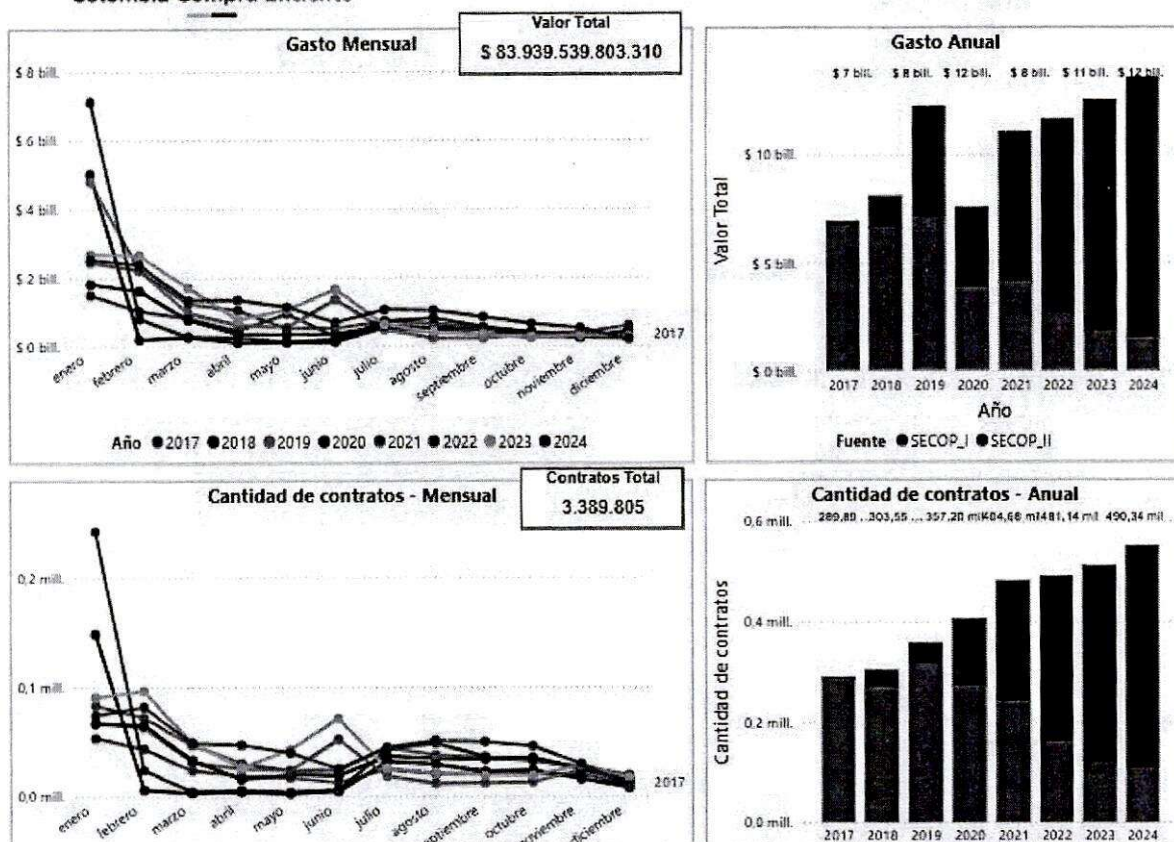 Colombia Compra Eficiente
Gasto Mensual
Valor Total
$ 83.939.539.803.310
$ 8 bill.
$ 6 bill.
$ 4 bill.
$ 2 bill.
$ 0 bill.
2017
enero
febrero
marzo
abril
mayo
junio
julio
agosto
septiembre
octubre
noviembre
diciembre
Año 2017 2018 2019 2020 2021 2022 2023 2024
Gasto Anual
$ 7 bill. $ 8 bill. $ 12 bill. $ 8 bill. $ 11 bill. $ 12 bill.
$ 10 bill.
$ 5 bill.
$ 0 bill.
Valor Total
2017 2018 2019 2020 2021 2022 2023 2024
Año
Fuente SECOP_I SECOP_II
Cantidad de contratos - Mensual
Contratos Total
3.389.805
0,2 mill.
0,1 mill.
0,0 mill.
2017
enero
febrero
marzo
abril
mayo
junio
julio
agosto
septiembre
octubre
noviembre
diciembre
Cantidad de contratos - Anual
0,6 mill.
289,89 ... 303,55 ... 357,20 mil 404,68 m 481,14 mil 490,34 mil
0,4 mill.
0,2 mill.
0,0 mill.
Cantidad de contratos
2017 2018 2019 2020 2021 2022 2023 2024